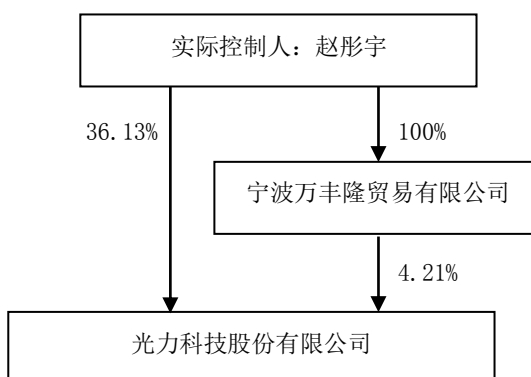 实际控制人：赵彤宇
36.13%
100%
宁波万丰隆贸易有限公司
4.21%
光力科技股份有限公司